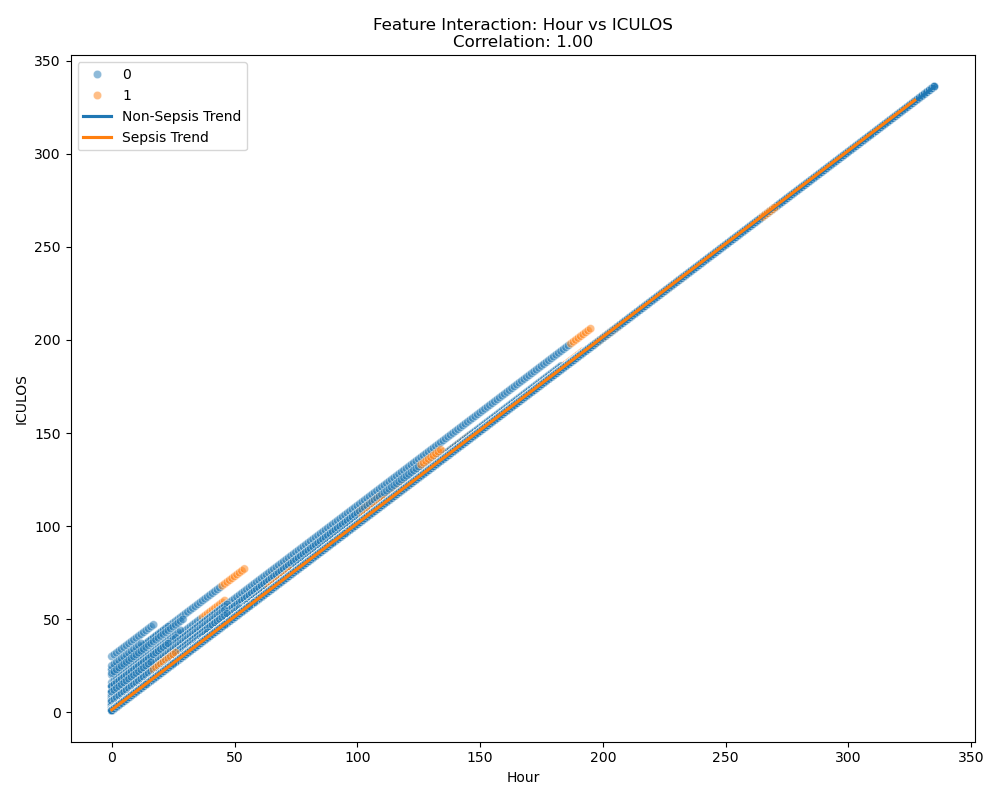 Feature Interaction: Hour vs ICULOS
Correlation: 1.00
0
1
Non-Sepsis Trend
Sepsis Trend
350
300
250
200
150
100
50
0
ICULOS
0 50 100 150 200 250 300 350
Hour